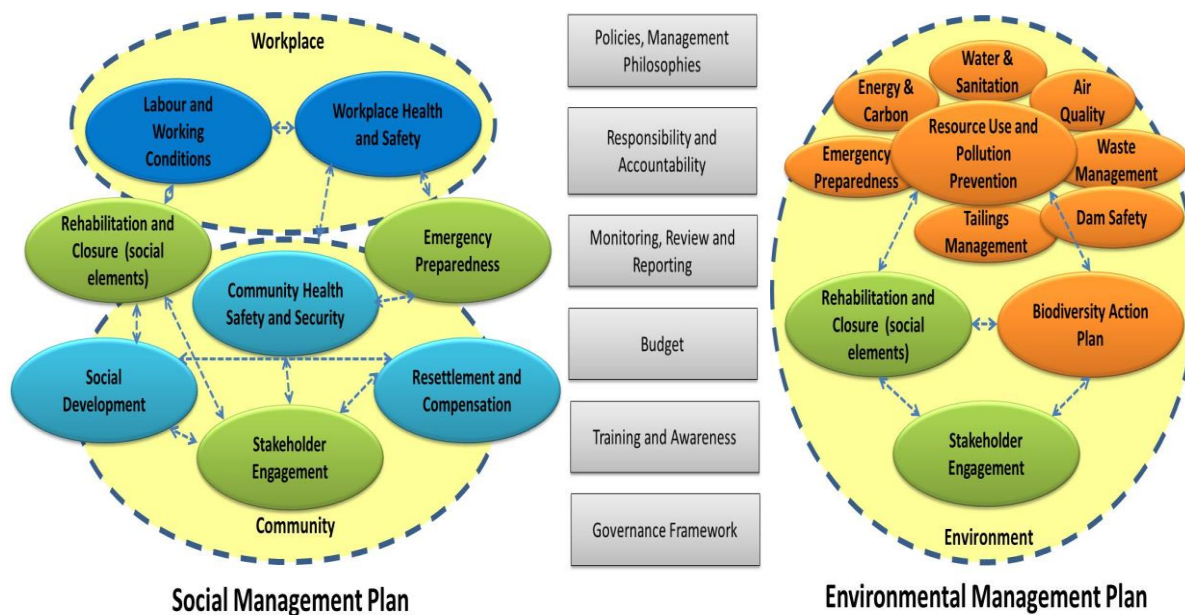 Workplace
Labour and
Working
Conditions
Workplace Health
and Safety
Rehabilitation and
Closure (social
elements)
Emergency
Preparedness
Community Health
Safety and Security
Social
Development
Resettlement and
Compensation
Stakeholder
Engagement
Community
Social Management Plan
Policies, Management
Philosophies
Responsibility and
Accountability
Monitoring, Review and
Reporting
Budget
Training and Awareness
Governance Framework
Water &
Sanitation
Energy &
Carbon
Air
Quality
Resource Use and
Pollution
Prevention
Emergency
Preparedness
Waste
Management
Tailings
Management
Dam Safety
Rehabilitation and
Closure (social
elements)
Biodiversity Action
Plan
Stakeholder
Engagement
Environment
Environmental Management Plan